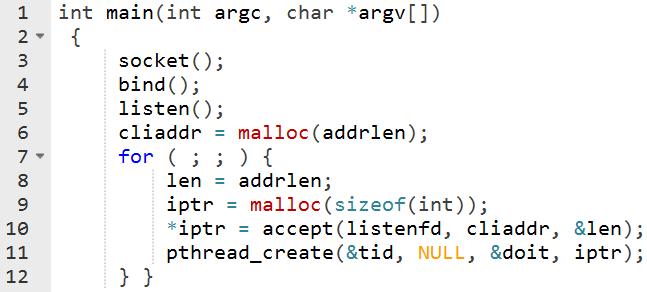 1 int main(int argc, char *argv[])
2 {
3 socket();
4 bind();
5 listen();
6 cliaddr = malloc(addrlen);
7 for ( ; ; ) {
8 len = addrlen;
9 iptr = malloc(sizeof(int));
10 *iptr = accept(listenfd, cliaddr, &len);
11 pthread_create(&tid, NULL, &doit, iptr);
12 } }